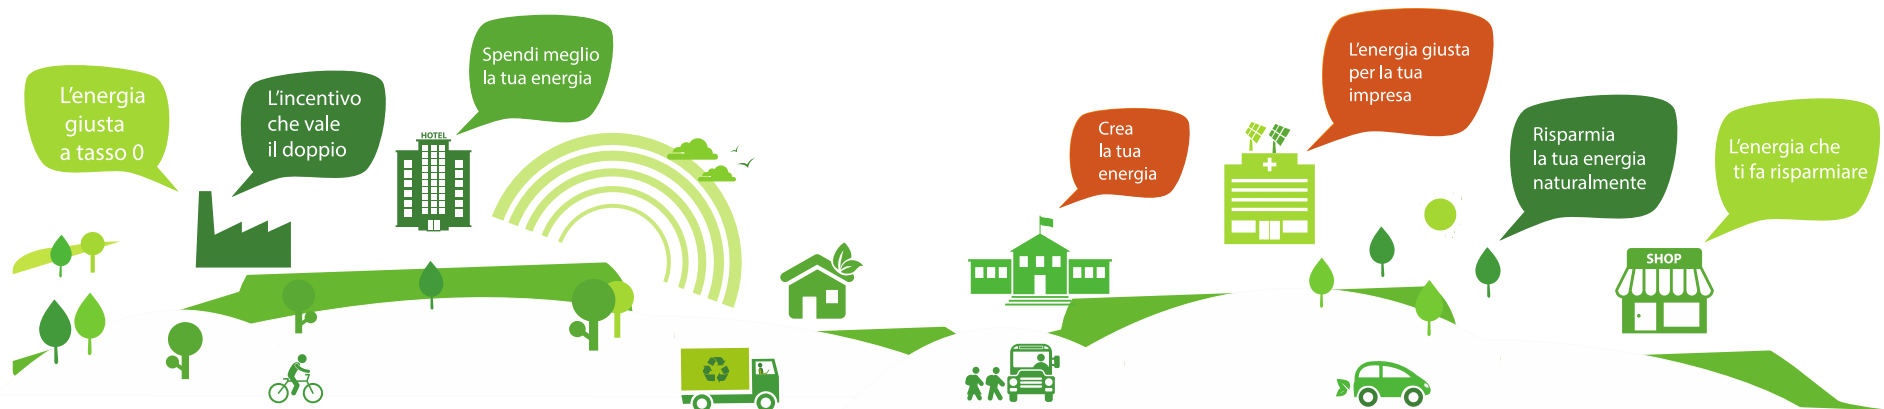 L'energia
giusta
a tasso 0
L'incentivo
che vale
il doppio
Spendi meglio
la tua energia
HOTEL
Crea
la tua
energia
L'energia giusta
per la tua
impresa
Risparmia
la tua energia
naturalmente
L'energia che
ti fa risparmiare
SHOP